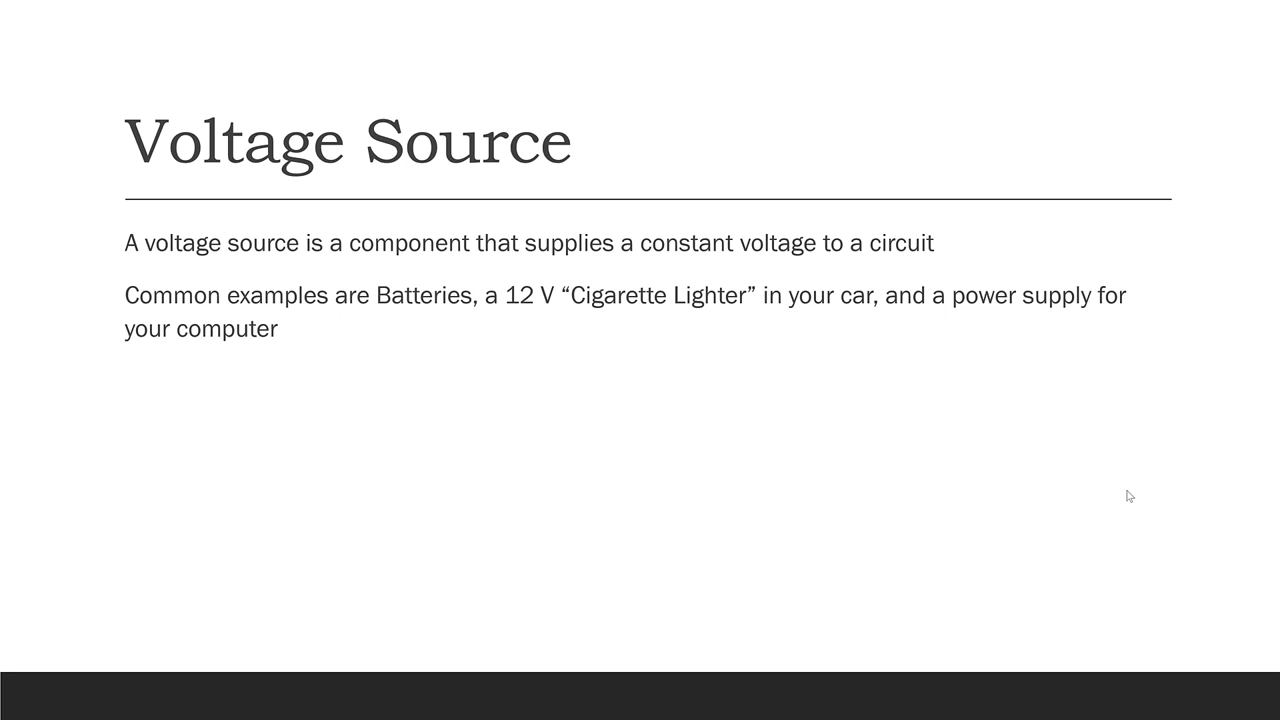 Voltage Source
A voltage source is a component that supplies a constant voltage to a circuit
Common examples are Batteries, a 12 V “Cigarette Lighter” in your car, and a power supply for
your computer